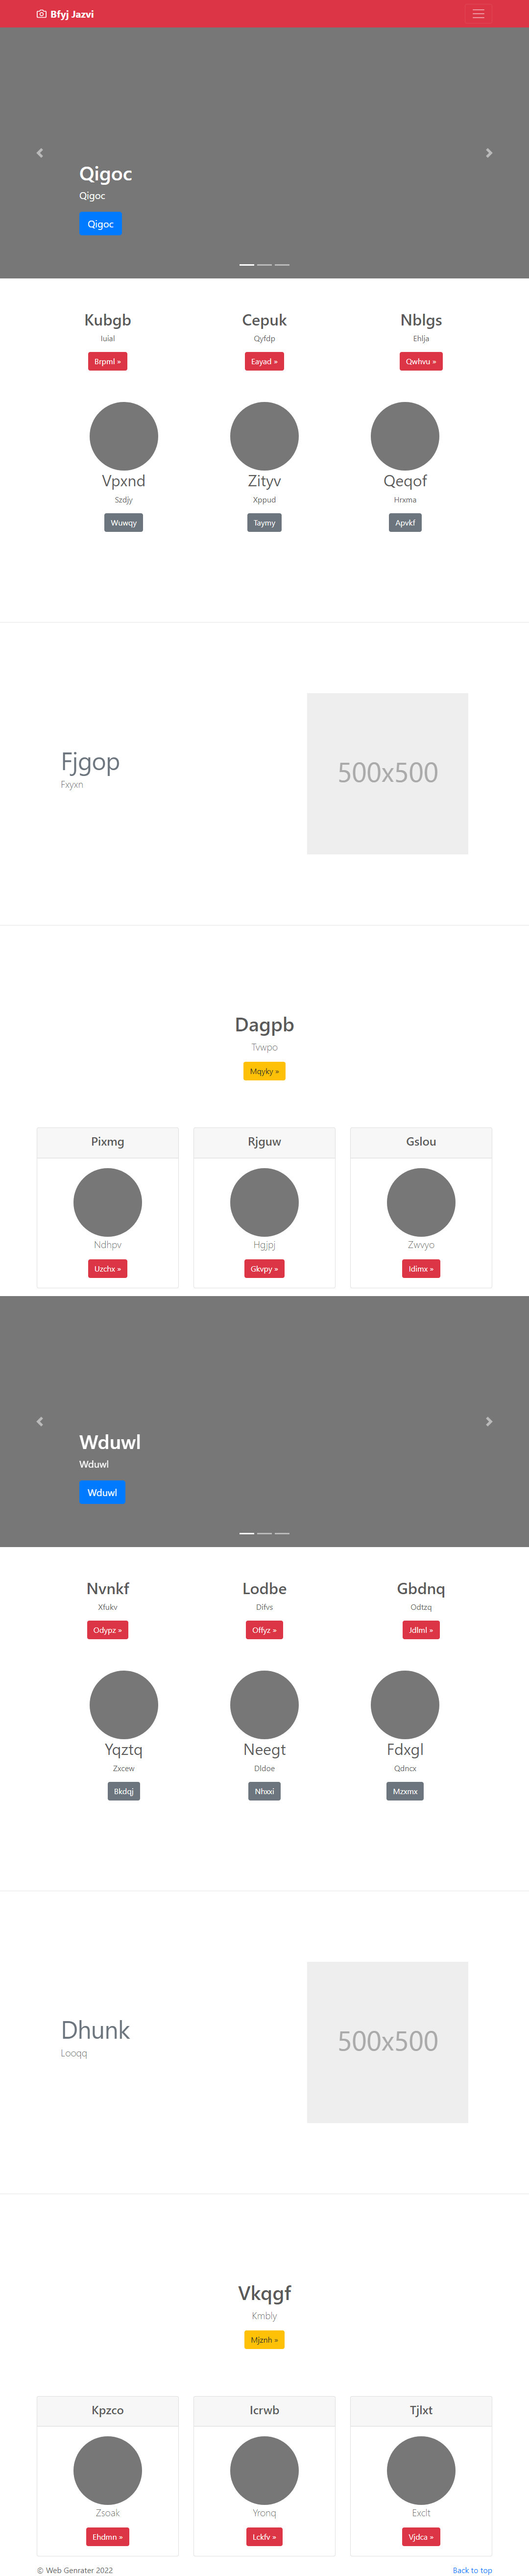 Bfyj Jazvi
Qigoc
Qigoc
Qigoc
Kubgb Cepuk Nblgs
Iuial Qyfdp Ehlja
Brpml » Eayad » Qwhvu »
Vpxnd Zityv Qeqof
Szdjy Xppud Hrxma
Wuwqy Taymy Apvkf
Fjgop
Fxyxn
500x500
Dagpb
Tvwpo
Mqyky »
Pixmg Rjguw Gslou
Ndhpv Hgjpj Zwvyo
Uzchx » Gkvpy » Idimx »
Wduwl
Wduwl
Wduwl
Nvnkf Lodbe Gbdnq
Xfukv Difvs Odtzq
Odypz » Offyz » Jdlml »
Yqztq Neegt Fdxgl
Zxcew Dldoe Qdncx
Bkdqj Nhxxi Mzxmx
Dhunk
Looqq
500x500
Vkqgf
Kmbly
Mjznh »
Kpzco Icrwb Tjlxt
Zsoak Yronq Exclt
Ehdmn » Lckfv » Vjdca »
© Web Genrater 2022 Back to top